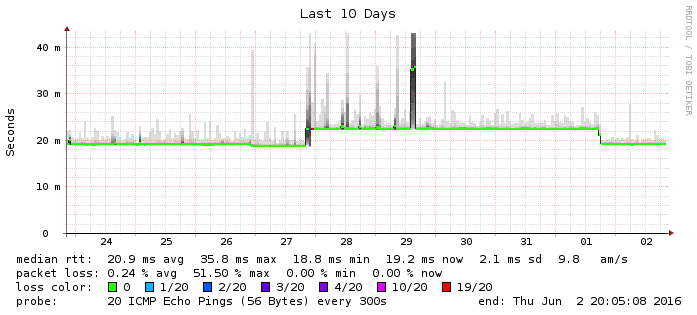 Last 10 Days
RRDTOOL / TOBI OETIKER
Seconds
40 m
30 m
20 m
10 m
0
24 25 26 27 28 29 30 31 01 02
median rtt: 20.9 ms avg 35.8 ms max 18.8 ms min 19.2 ms now 2.1 ms sd 9.8 am/s
packet loss: 0.24 % avg 51.50 % max 0.00 % min 0.00 % now
loss color: 0 1/20 2/20 3/20 4/20 10/20 19/20
probe: 20 ICMP Echo Pings (56 Bytes) every 300s end: Thu Jun 2 20:05:08 2016